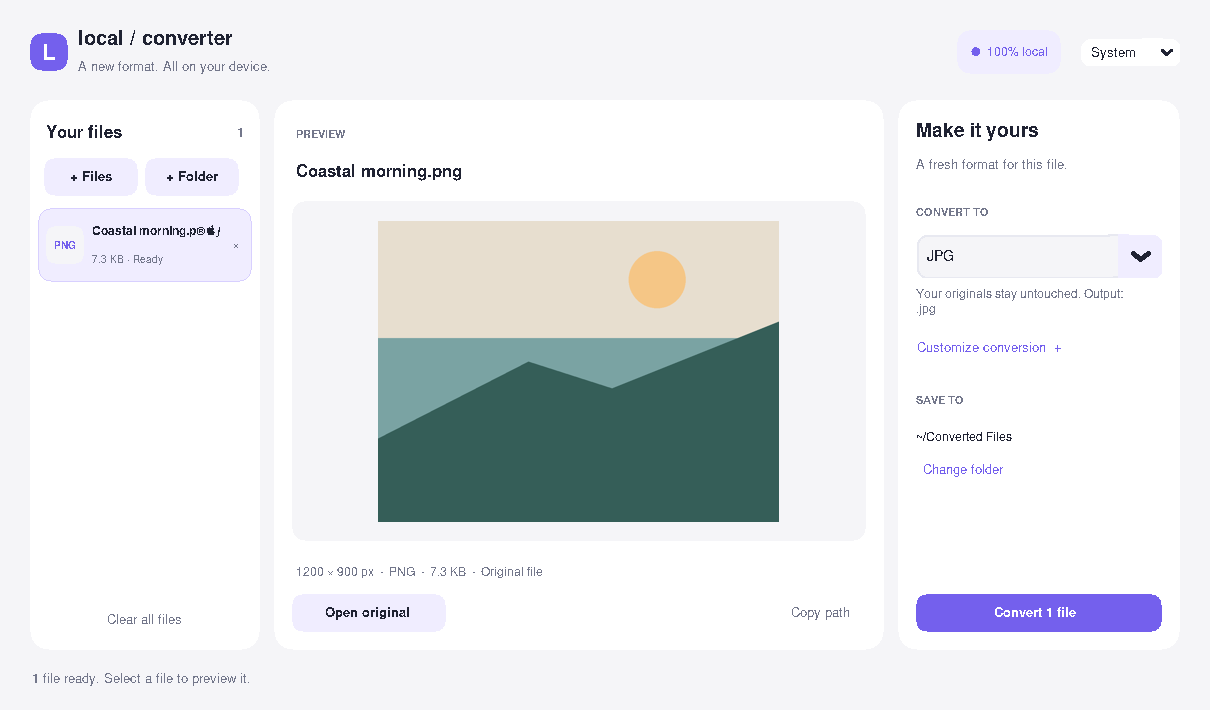 L
local / converter
A new format. All on your device.
100% local
System
Your files
1
+ Files
+ Folder
PNG
Coastal morning.p
×
7.3 KB · Ready
Clear all files
PREVIEW
Coastal morning.png
1200 × 900 px · PNG · 7.3 KB · Original file
Open original
Copy path
Make it yours
A fresh format for this file.
CONVERT TO
JPG
Your originals stay untouched. Output:
.jpg
Customize conversion +
SAVE TO
~/Converted Files
Change folder
Convert 1 file
1 file ready. Select a file to preview it.